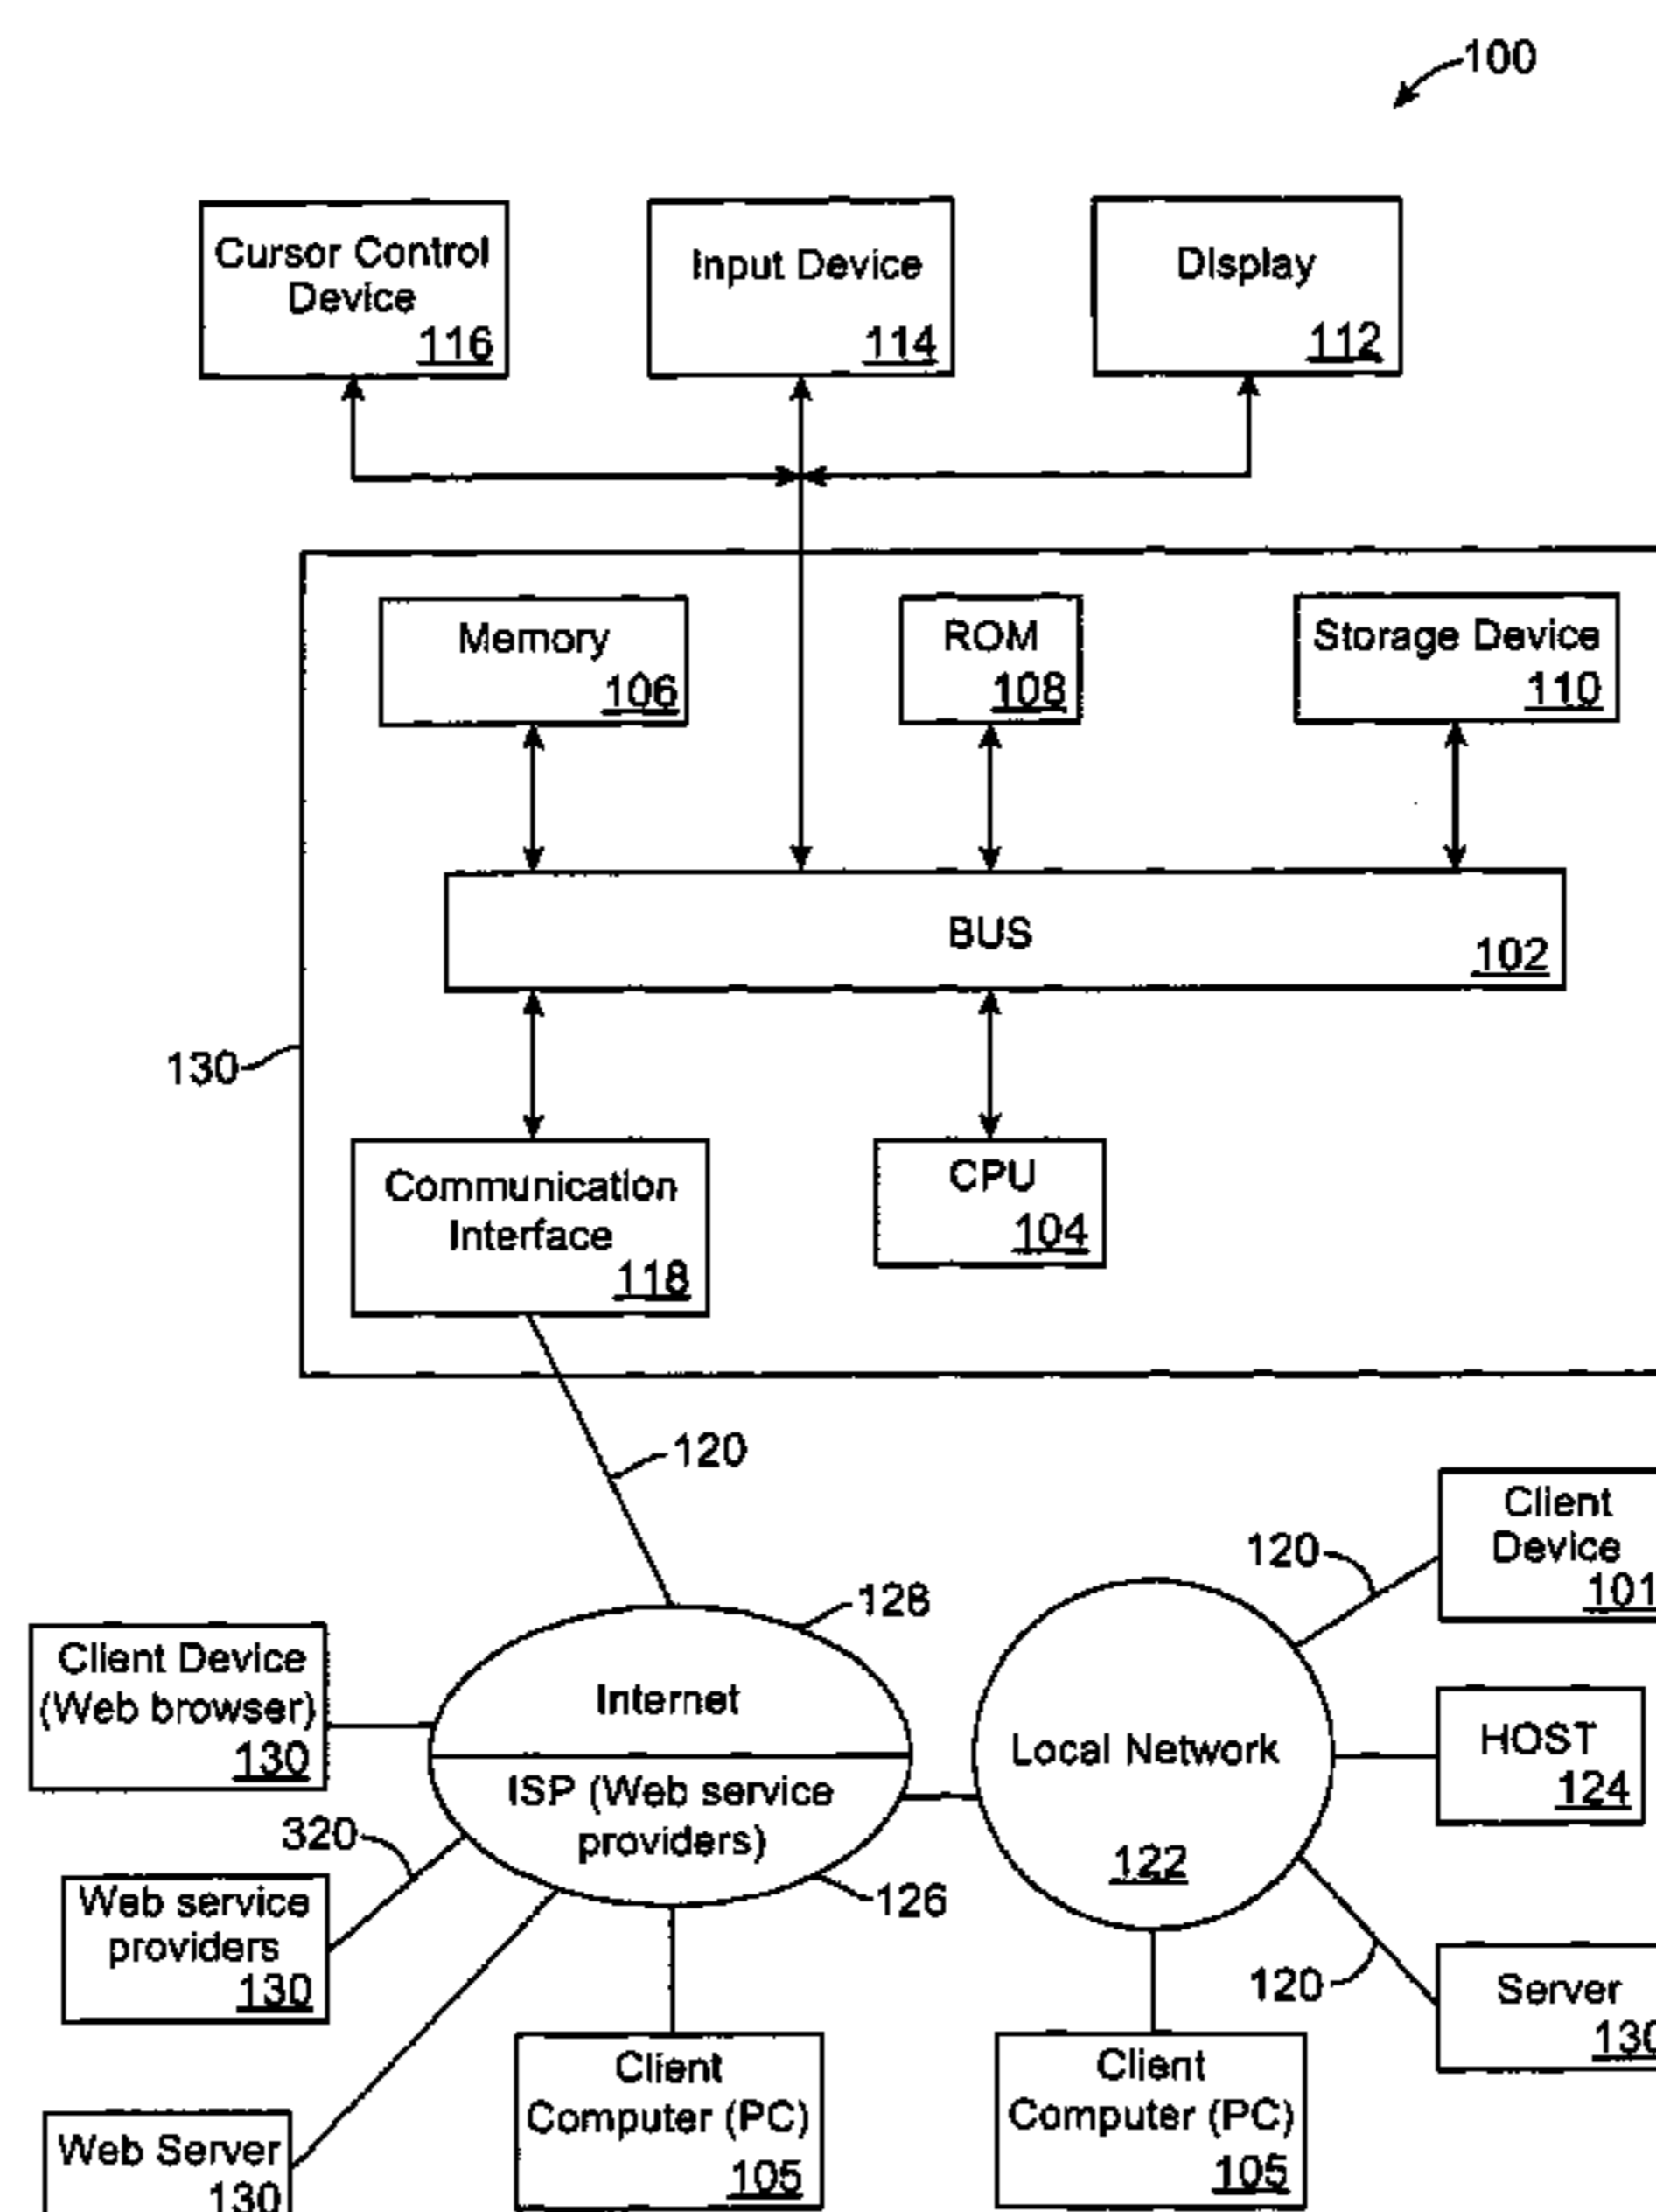 100
Cursor Control
Device
116
Input Device
114
Display
112
Memory
106
ROM
108
Storage Device
110
BUS
102
130
Communication
Interface
118
CPU
104
120
Client
Device
101
120
128
Client Device
(Web browser)
130
Internet
ISP (Web service
providers)
126
Local Network
122
HOST
124
320
Web service
providers
130
120
Server
130
Client
Computer (PC)
105
Client
Computer (PC)
105
Web Server
130